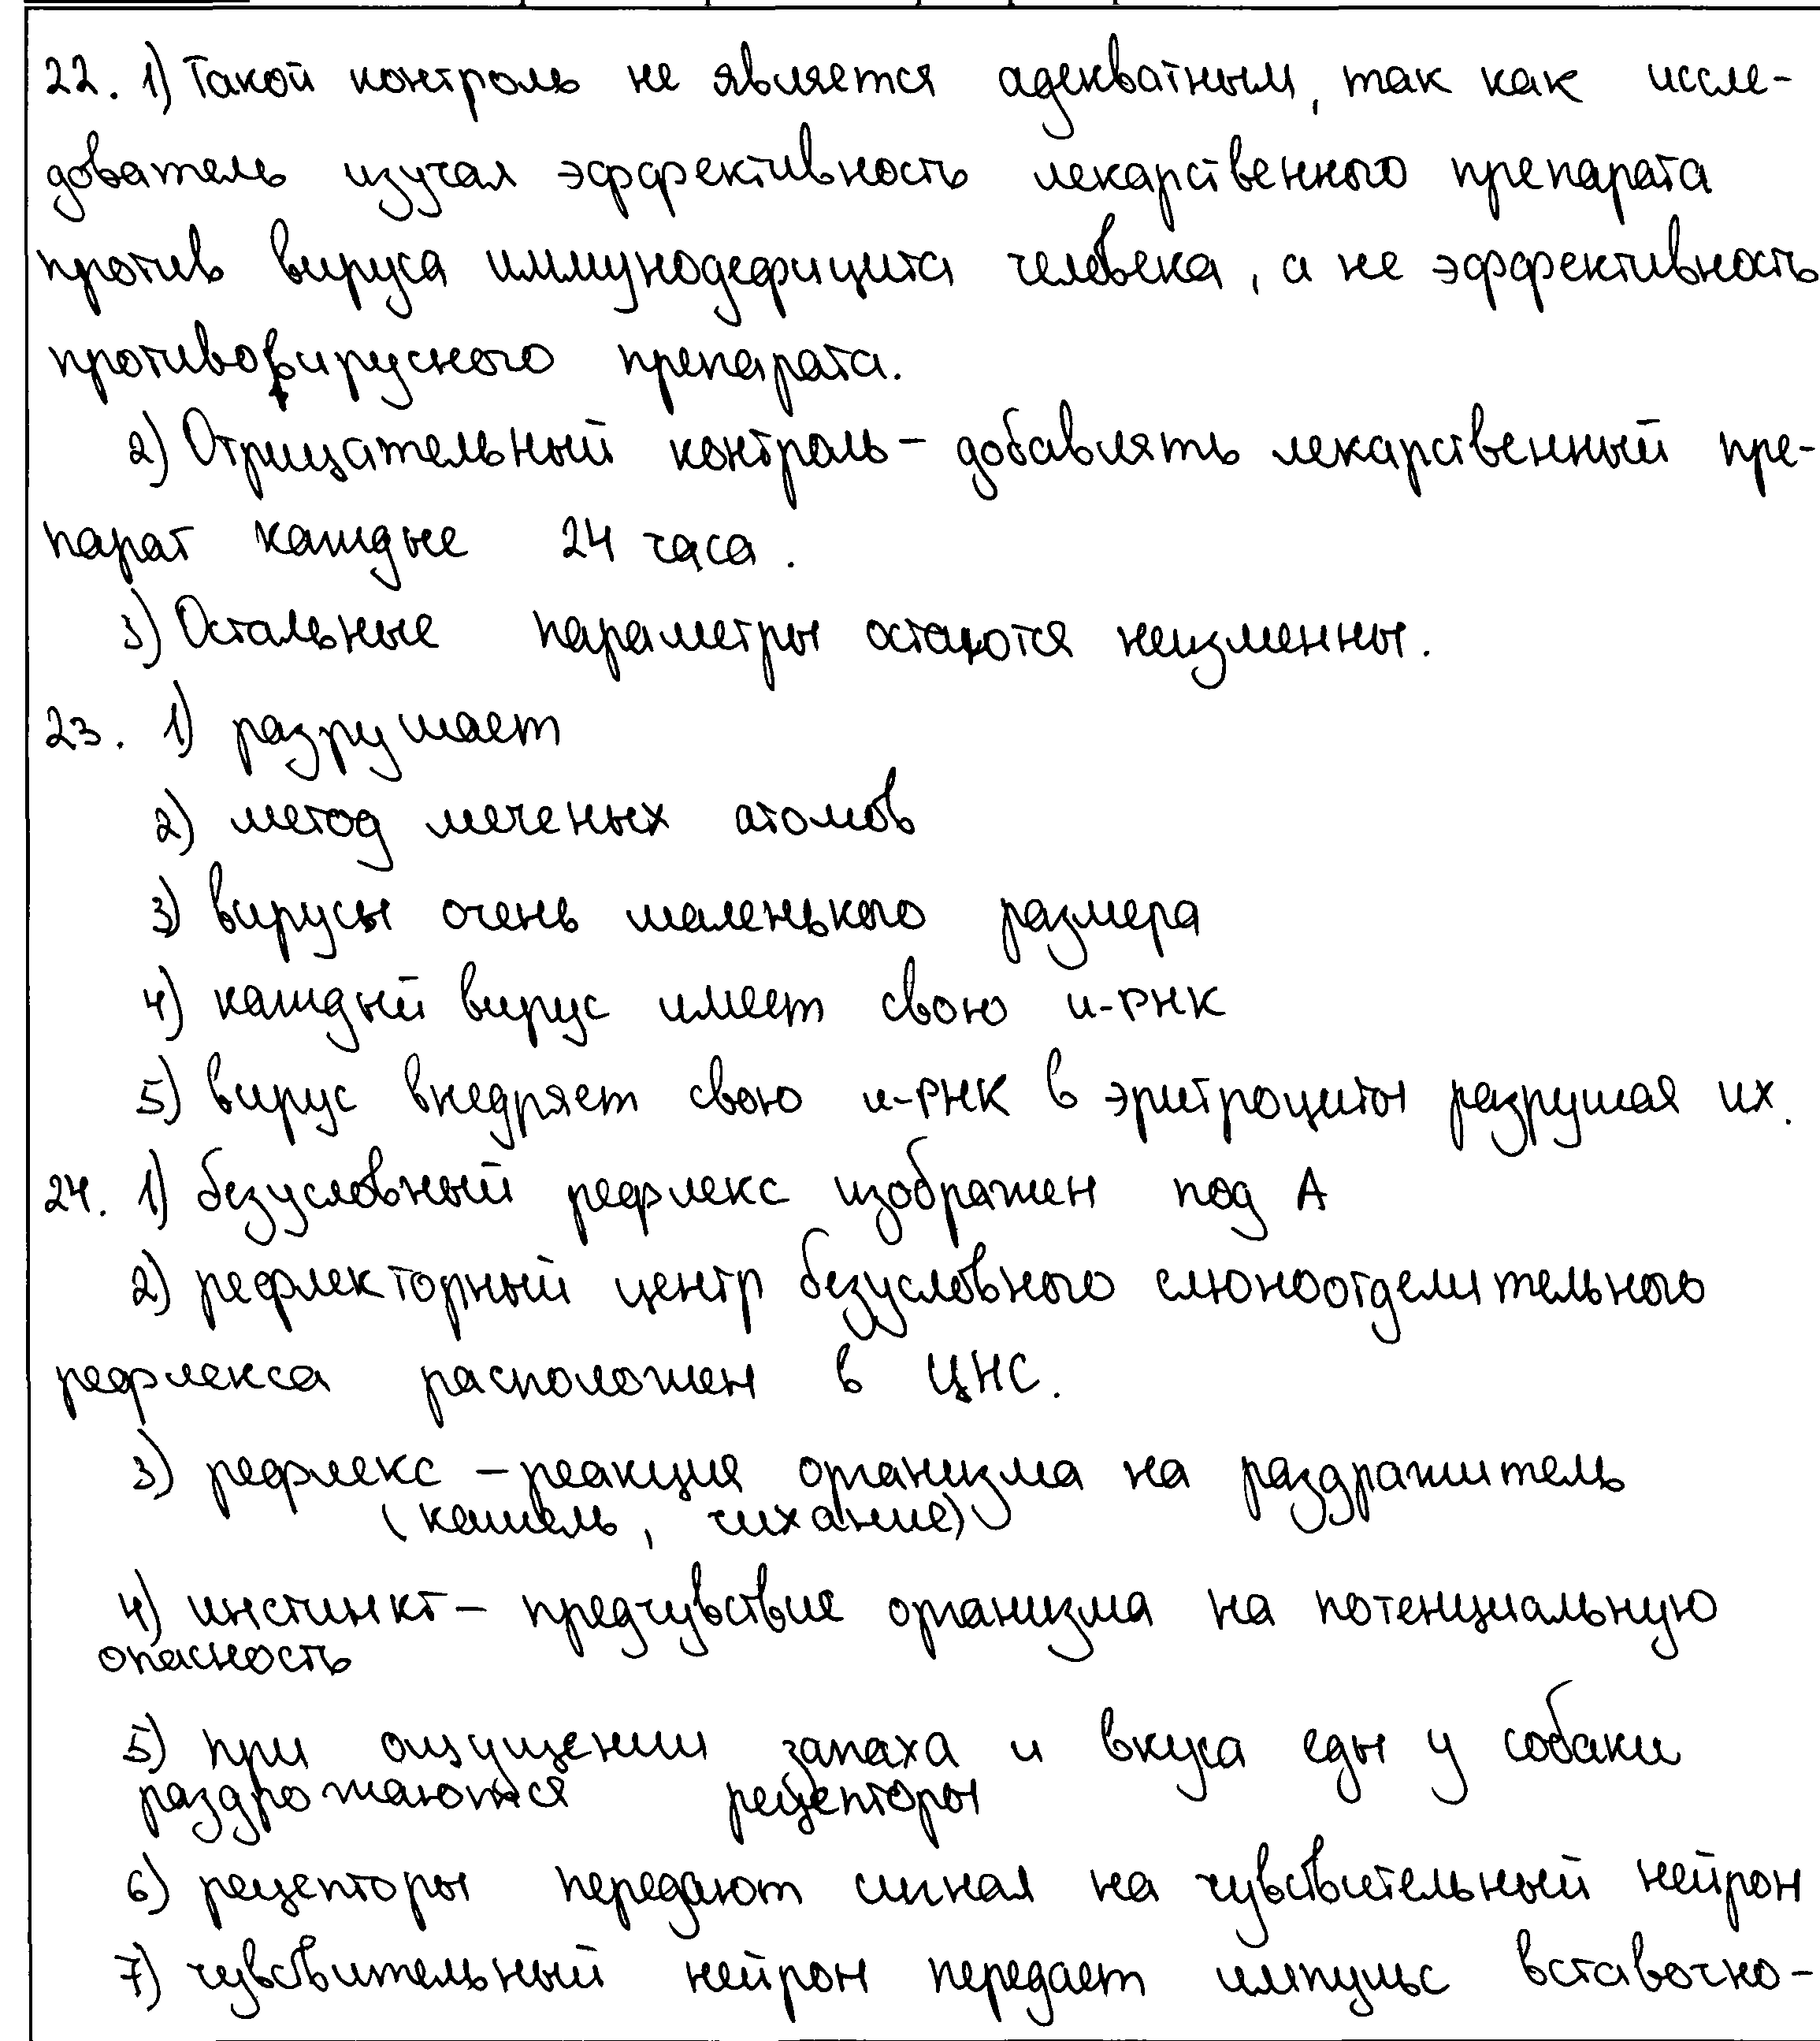 22. 1) Такой контроль не является адекватным, так как иссле-
дователь изучал эффективность лекарственного препарата
против вируса иммунодефицита человека, а не эффективность
противовирусного препарата.
2) Отрицательный контроль – добавлять лекарственный пре-
парат каждые 24 часа.
3) Остальные параметры остаются неизменны.
23. 1) разрушает
2) метод меченых атомов
3) вирусы очень маленького размера
4) каждый вирус имеет свою и-РНК
5) вирус внедряет свою и-РНК в эритроциты разрушая их.
24. 1) безусловный рефлекс изображен под А
2) рефлекторный центр безусловного слюноотделительного
рефлекса расположен в ЦНС.
3) рефлекс – реакция организма на раздражитель
(кашель, чихание)
4) инстинкт – предчувствие организма на потенциальную
опасность
5) при ощущении запаха и вкуса еды у собаки
раздрожаются рецепторы
6) рецепторы передают сигнал на чувствительный нейрон
7) чувствительный нейрон передает импульс вставочно-